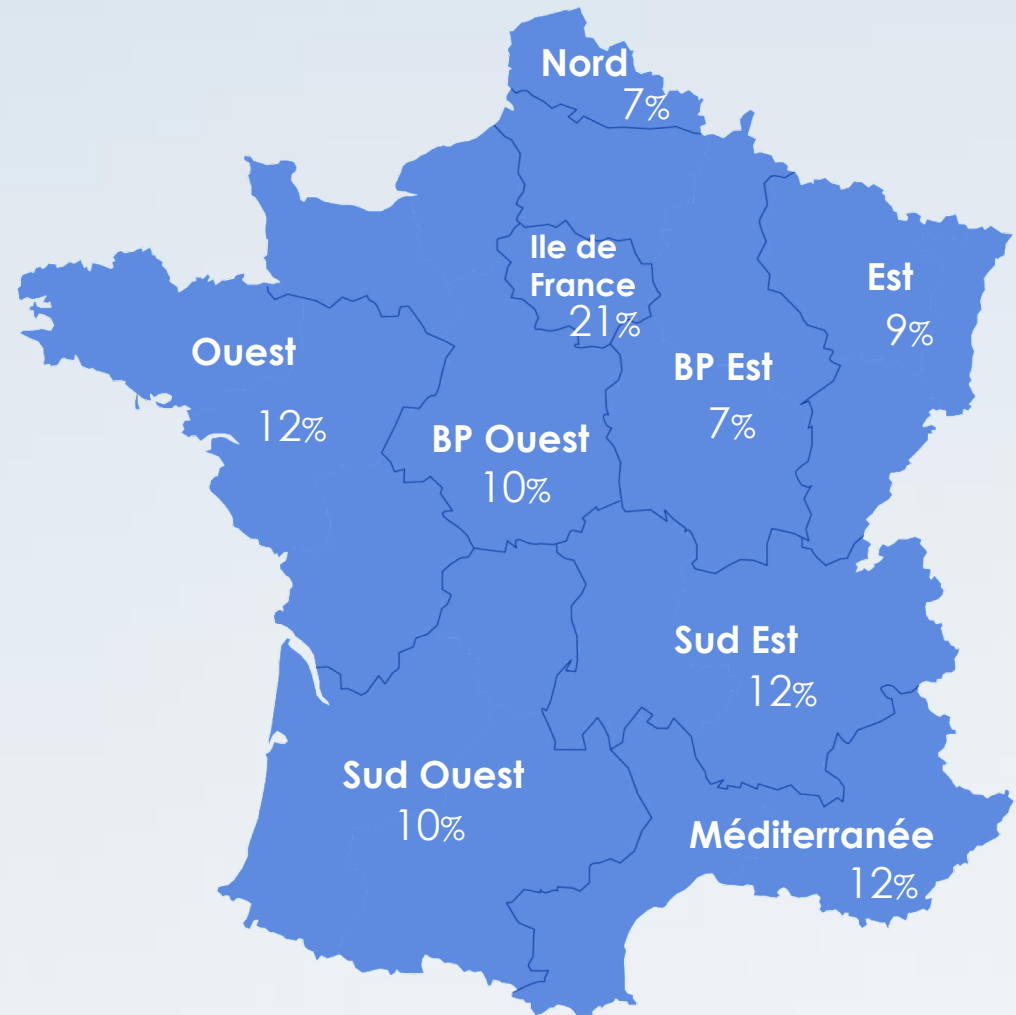 Nord
7%
Ile de
France
21%
Est
9%
Ouest
12%
BP Est
7%
BP Ouest
10%
Sud Est
12%
Sud Ouest
10%
Méditerranée
12%